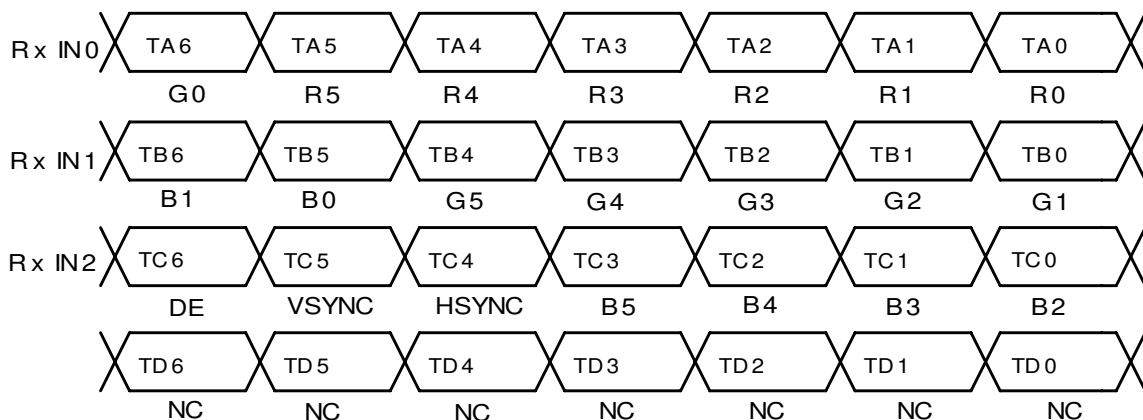 Rx IN0 TA6 TA5 TA4 TA3 TA2 TA1 TA0
G0 R5 R4 R3 R2 R1 R0
Rx IN1 TB6 TB5 TB4 TB3 TB2 TB1 TB0
B1 B0 G5 G4 G3 G2 G1
Rx IN2 TC6 TC5 TC4 TC3 TC2 TC1 TC0
DE VSYNC HSYNC B5 B4 B3 B2
TD6 TD5 TD4 TD3 TD2 TD1 TD0
NC NC NC NC NC NC NC